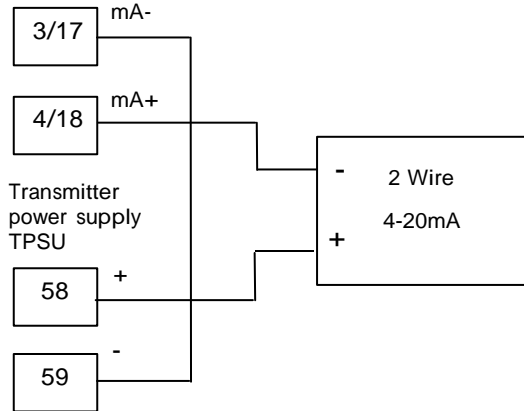 3/17
mA-
4/18
mA+
Transmitter
power supply
TPSU
58
+
59
-
-
2 Wire
+
4-20mA